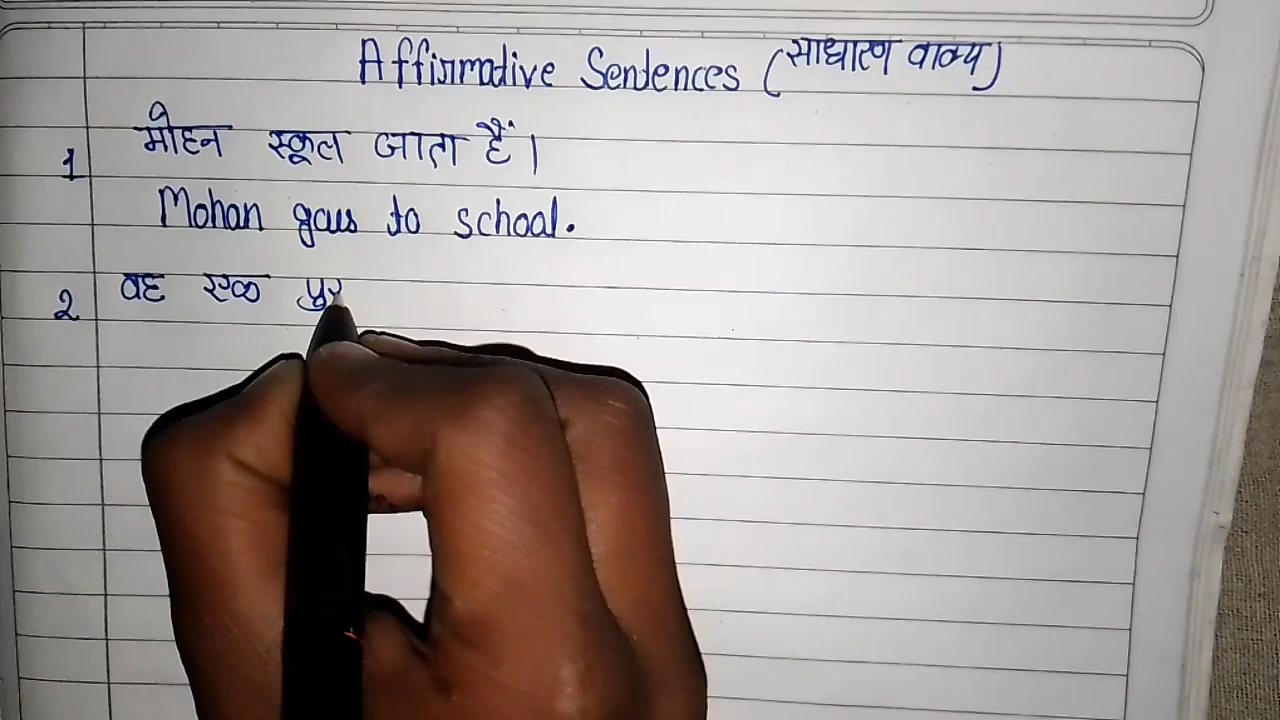 Affirmative Sentences (साधारण वाक्य)
1 मोहन स्कूल जाता हैं।
Mohan goes to school.
2 वह एक